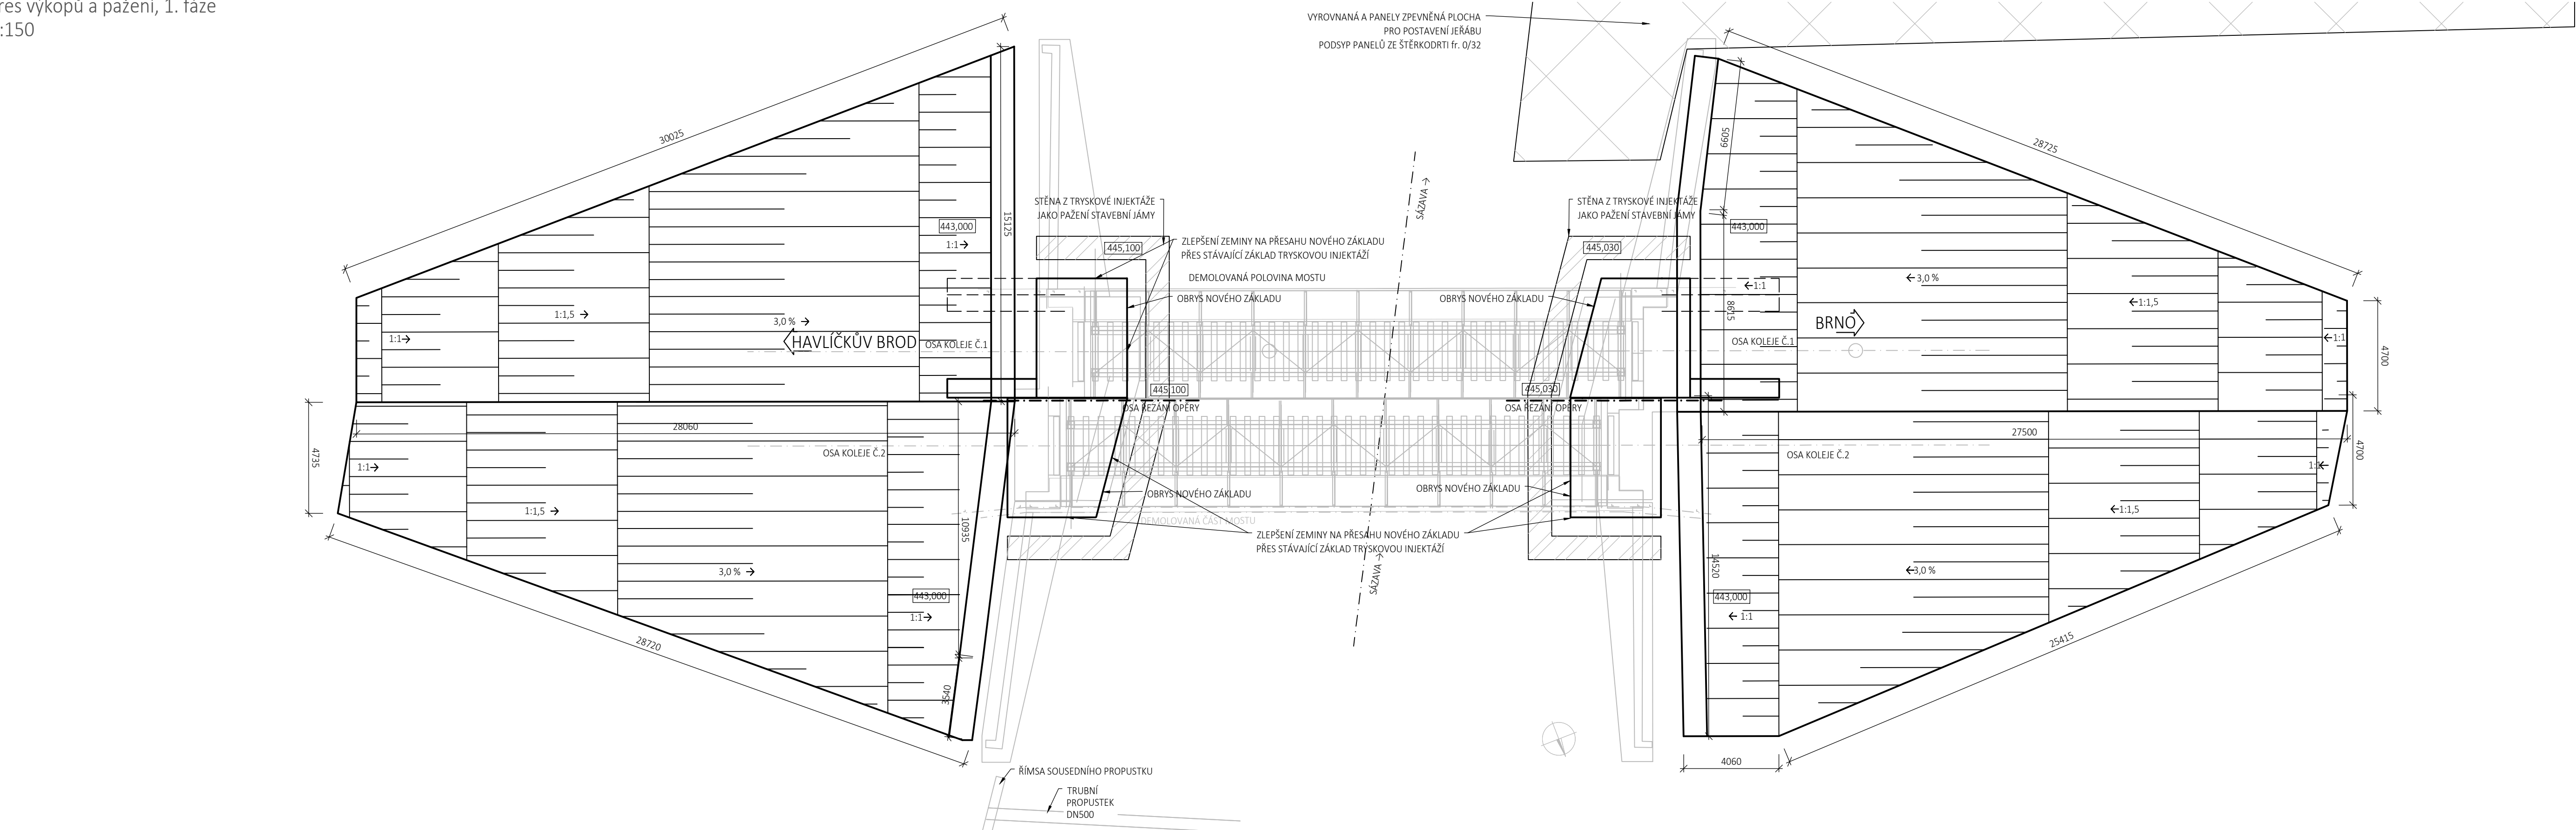 res výkopů a pažení, 1. fáze
:150
VYROVNANÁ A PANELY ZPEVNĚNÁ PLOCHA
PRO POSTAVENÍ JEŘÁBU
PODSYP PANELŮ ZE ŠTĚRKODRTI fr. 0/32
30025
28725
5099
15125
STĚNA Z TRYSKOVÉ INJEKTÁŽE
JAKO PAŽENÍ STAVEBNÍ JÁMY
STĚNA Z TRYSKOVÉ INJEKTÁŽE
JAKO PAŽENÍ STAVEBNÍ JÁMY
SÁZAVA →
443,000
1:1→
443,000
445,100
445,030
ZLEPŠENÍ ZEMINY NA PŘESAHU NOVÉHO ZÁKLADU
PŘES STÁVAJÍCÍ ZÁKLAD TRYSKOVOU INJEKTÁŽÍ
DEMOLOVANÁ POLOVINA MOSTU
OBRYS NOVÉHO ZÁKLADU
OBRYS NOVÉHO ZÁKLADU
←1:1
←3,0 %
←1:1,5
8615
1:1,5 →
3,0 % →
1:1→
HAVLÍČKŮV BROD
OSA KOLEJE Č.1
OSA KOLEJE Č.1
BRNO
←1:1
4700
445,100
445,030
OSA ŘEZÁNÍ OPĚRY
OSA ŘEZÁNÍ OPĚRY
28060
27500
4735
4700
OSA KOLEJE Č.2
OSA KOLEJE Č.2
1:1→
1:1←
OBRYS NOVÉHO ZÁKLADU
OBRYS NOVÉHO ZÁKLADU
1:1,5 →
←1:1,5
10935
DEMOLOVANÁ ČÁST MOSTU
ZLEPŠENÍ ZEMINY NA PŘESAHU NOVÉHO ZÁKLADU
PŘES STÁVAJÍCÍ ZÁKLAD TRYSKOVOU INJEKTÁŽÍ
SÁZAVA →
14520
3,0 % →
←3,0 %
443,000
443,000
1:1→
← 1:1
28720
25415
3540
4060
ŘÍMSA SOUSEDNÍHO PROPUSTKU
TRUBNÍ
PROPUSTEK
DN500